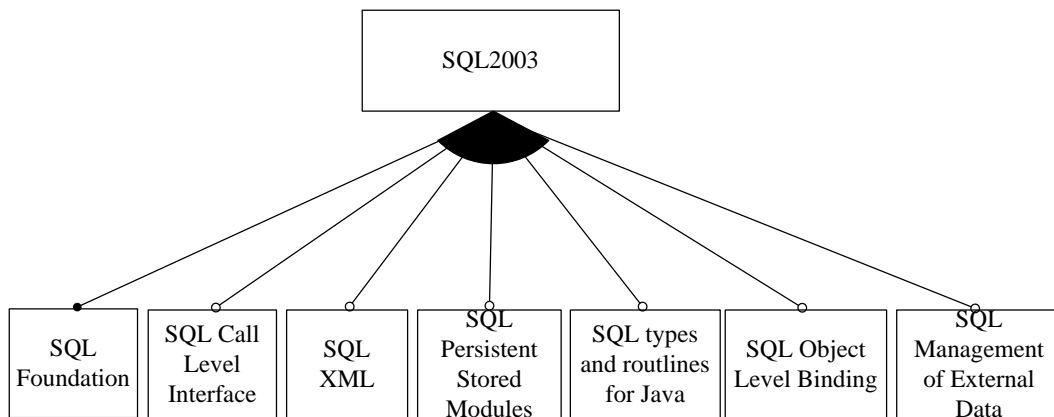 SQL2003
SQL
Foundation
SQL Call
Level
Interface
SQL
XML
SQL
Persistent
Stored
Modules
SQL types
and routlines
for Java
SQL Object
Level Binding
SQL
Management
of External
Data